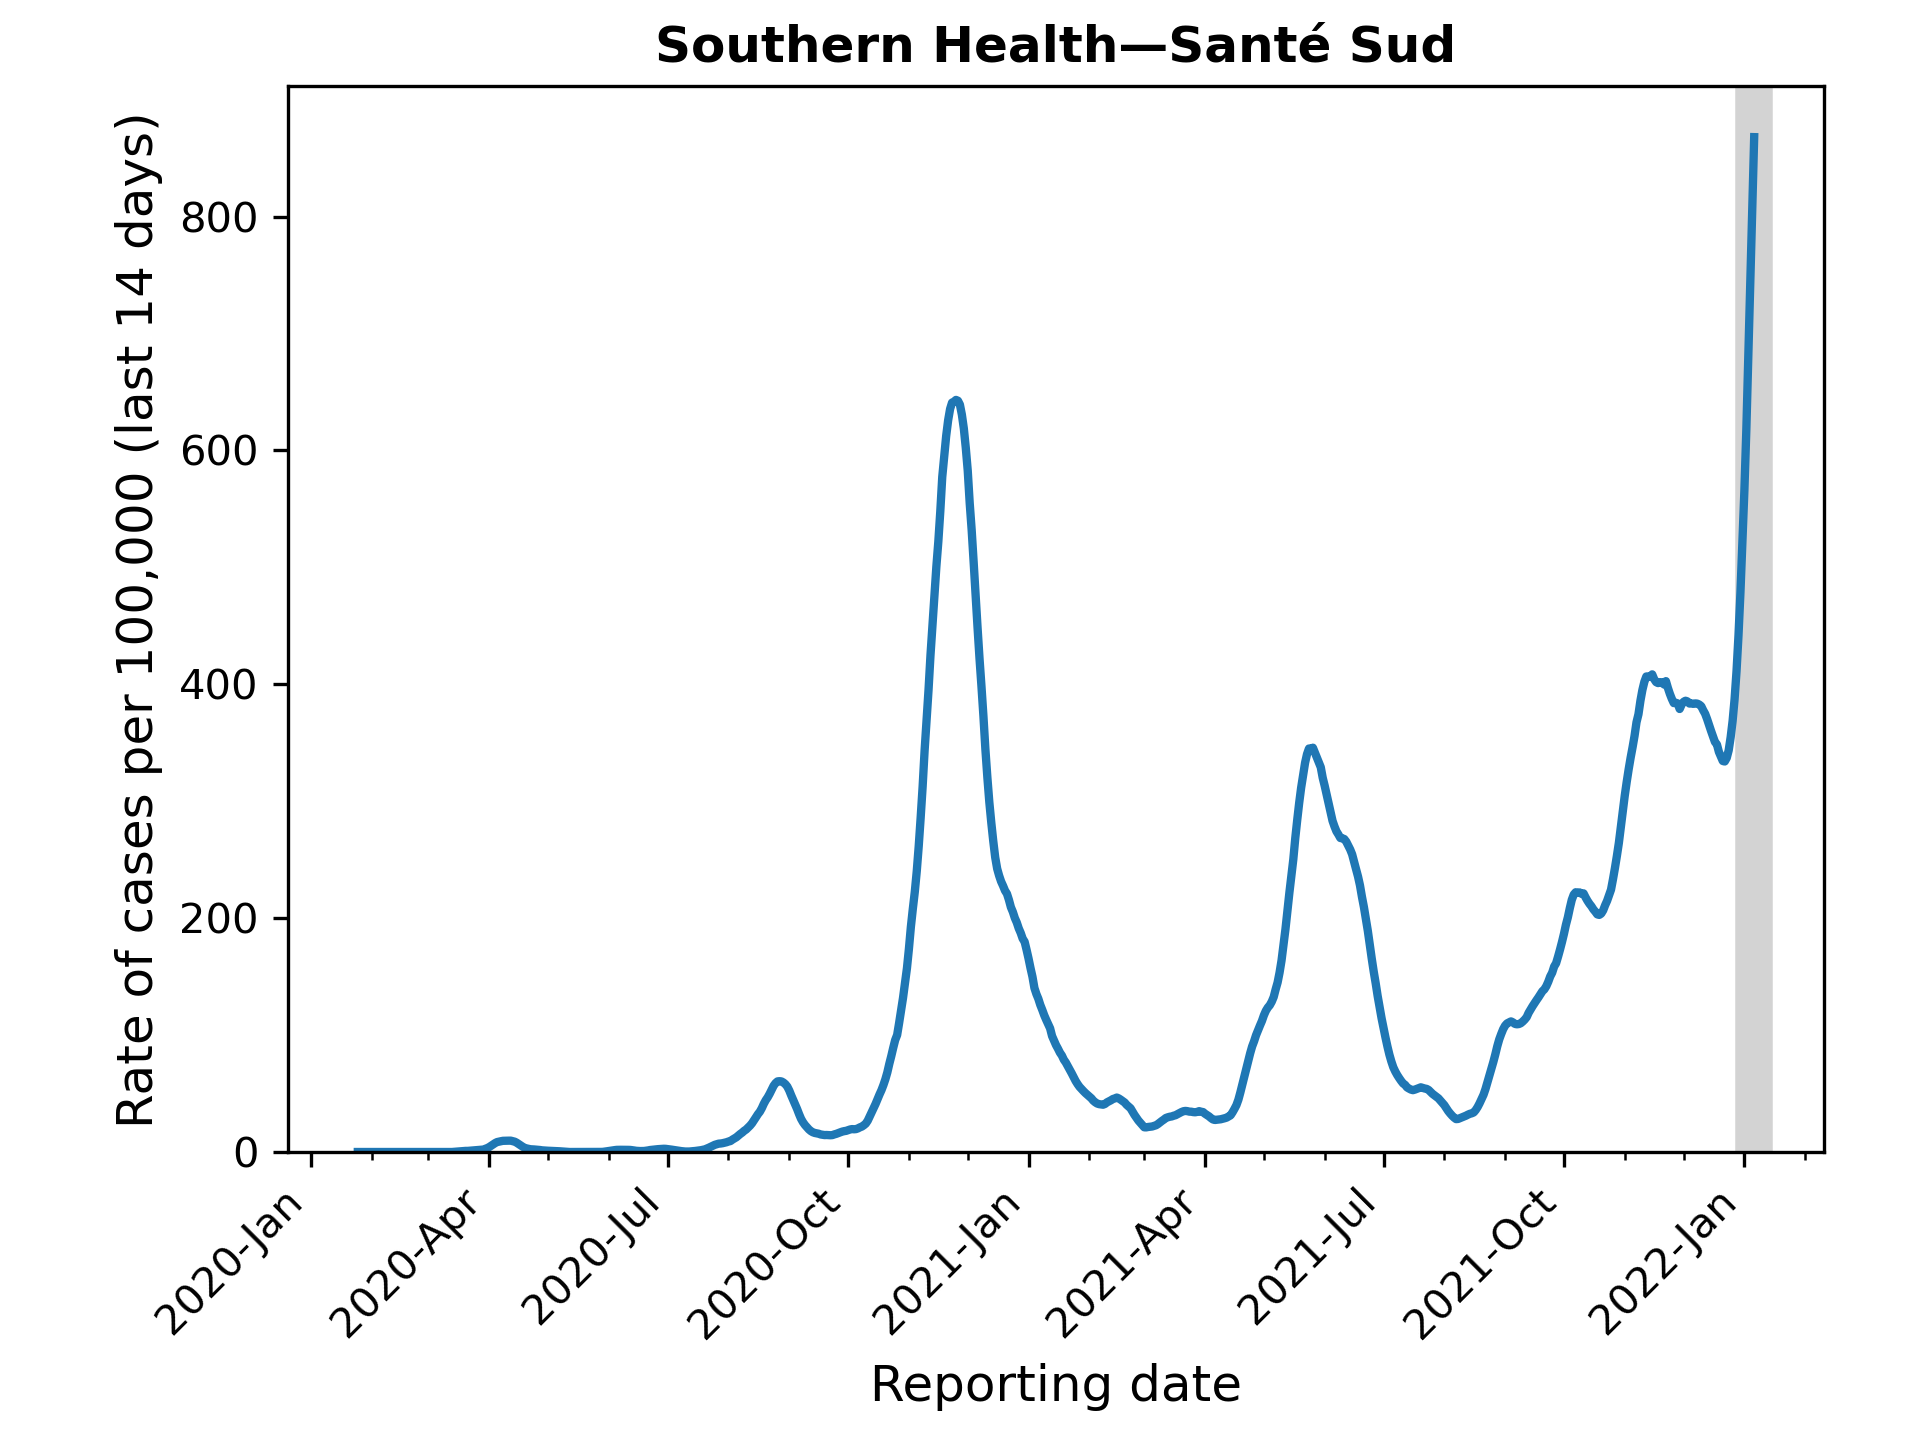 Southern Health—Santé Sud
Rate of cases per 100,000 (last 14 days)
800
600
400
200
0
2020-Jan
2020-Apr
2020-Jul
2020-Oct
2021-Jan
2021-Apr
2021-Jul
2021-Oct
2022-Jan
Reporting date